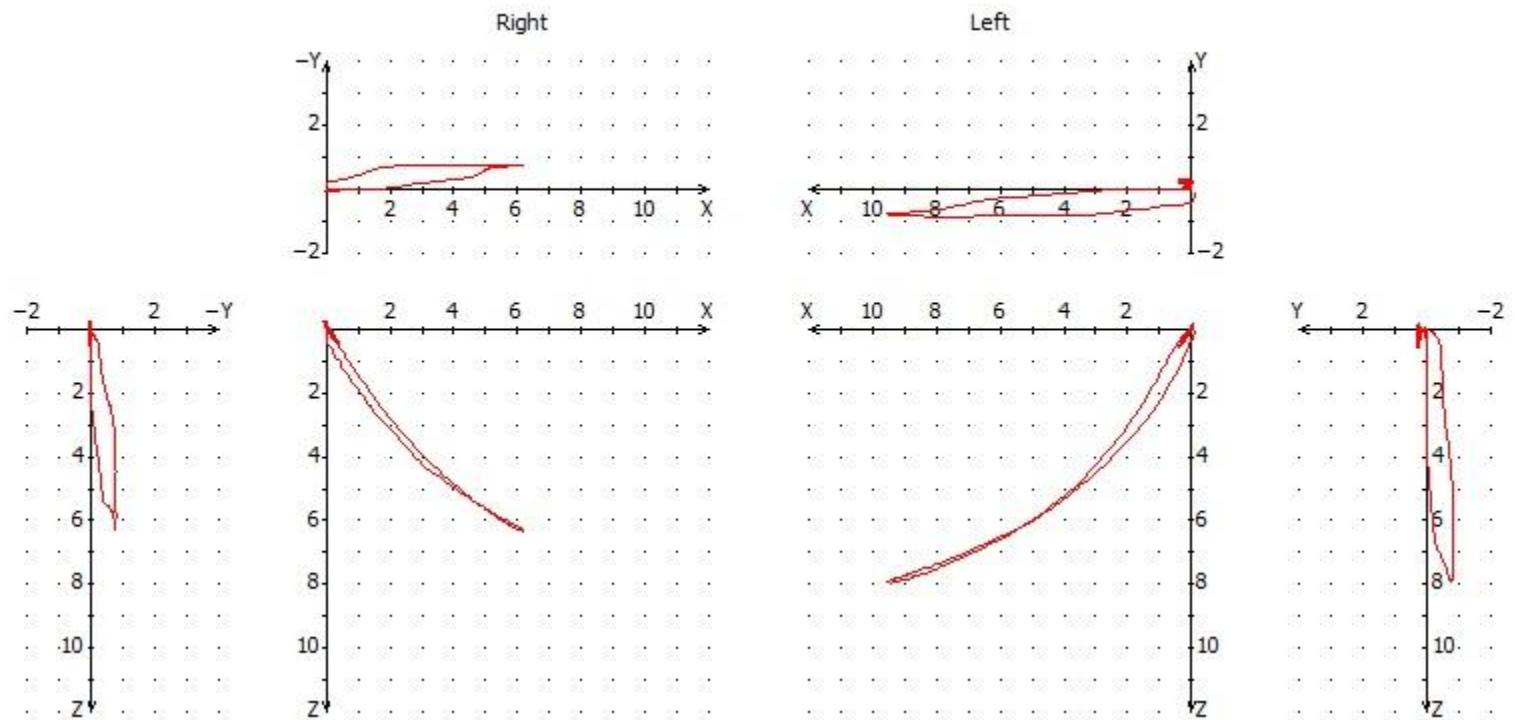 Right Left
−Y Y
2 2
2 4 6 8 10 X X 10 8 6 4 2
−2 −2
−2 2 −Y 2 4 6 8 10 X X 10 8 6 4 2 Y 2 −2
2 2 2 2
4 4 4 4
6 6 6 6
8 8 8 8
10 10 10 10
Z Z Z Z